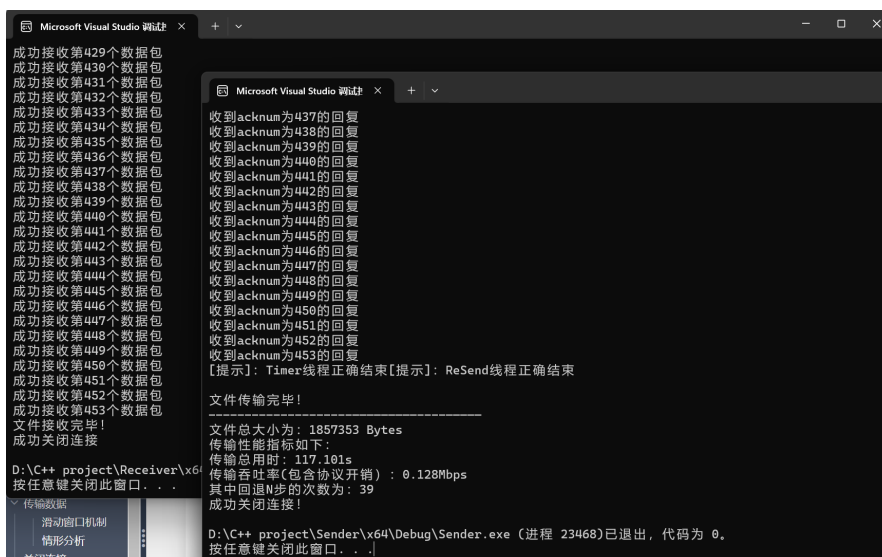 Microsoft Visual Studio 调试
成功接收第429个数据包
成功接收第430个数据包
成功接收第431个数据包
成功接收第432个数据包
成功接收第433个数据包
成功接收第434个数据包
成功接收第435个数据包
成功接收第436个数据包
成功接收第437个数据包
成功接收第438个数据包
成功接收第439个数据包
成功接收第440个数据包
成功接收第441个数据包
成功接收第442个数据包
成功接收第443个数据包
成功接收第444个数据包
成功接收第445个数据包
成功接收第446个数据包
成功接收第447个数据包
成功接收第448个数据包
成功接收第449个数据包
成功接收第450个数据包
成功接收第451个数据包
成功接收第452个数据包
成功接收第453个数据包
文件接收完毕!
成功关闭连接
D:\C++ project\Receiver\x64
按任意键关闭此窗口. . .
传输数据
滑动窗口机制
情形分析
Microsoft Visual Studio 调试
收到acknum为437的回复
收到acknum为438的回复
收到acknum为439的回复
收到acknum为440的回复
收到acknum为441的回复
收到acknum为442的回复
收到acknum为443的回复
收到acknum为444的回复
收到acknum为445的回复
收到acknum为446的回复
收到acknum为447的回复
收到acknum为448的回复
收到acknum为449的回复
收到acknum为450的回复
收到acknum为451的回复
收到acknum为452的回复
收到acknum为453的回复
[提示]: Timer线程正确结束[提示]: ReSend线程正确结束
文件传输完毕!
----------------------------------------
文件总大小为: 1857353 Bytes
传输性能指标如下:
传输总用时: 117.101s
传输吞吐率(包含协议开销) : 0.128Mbps
其中回退N步的次数为: 39
成功关闭连接!
D:\C++ project\Sender\x64\Debug\Sender.exe (进程 23468)已退出,代码为 0。
按任意键关闭此窗口. . .